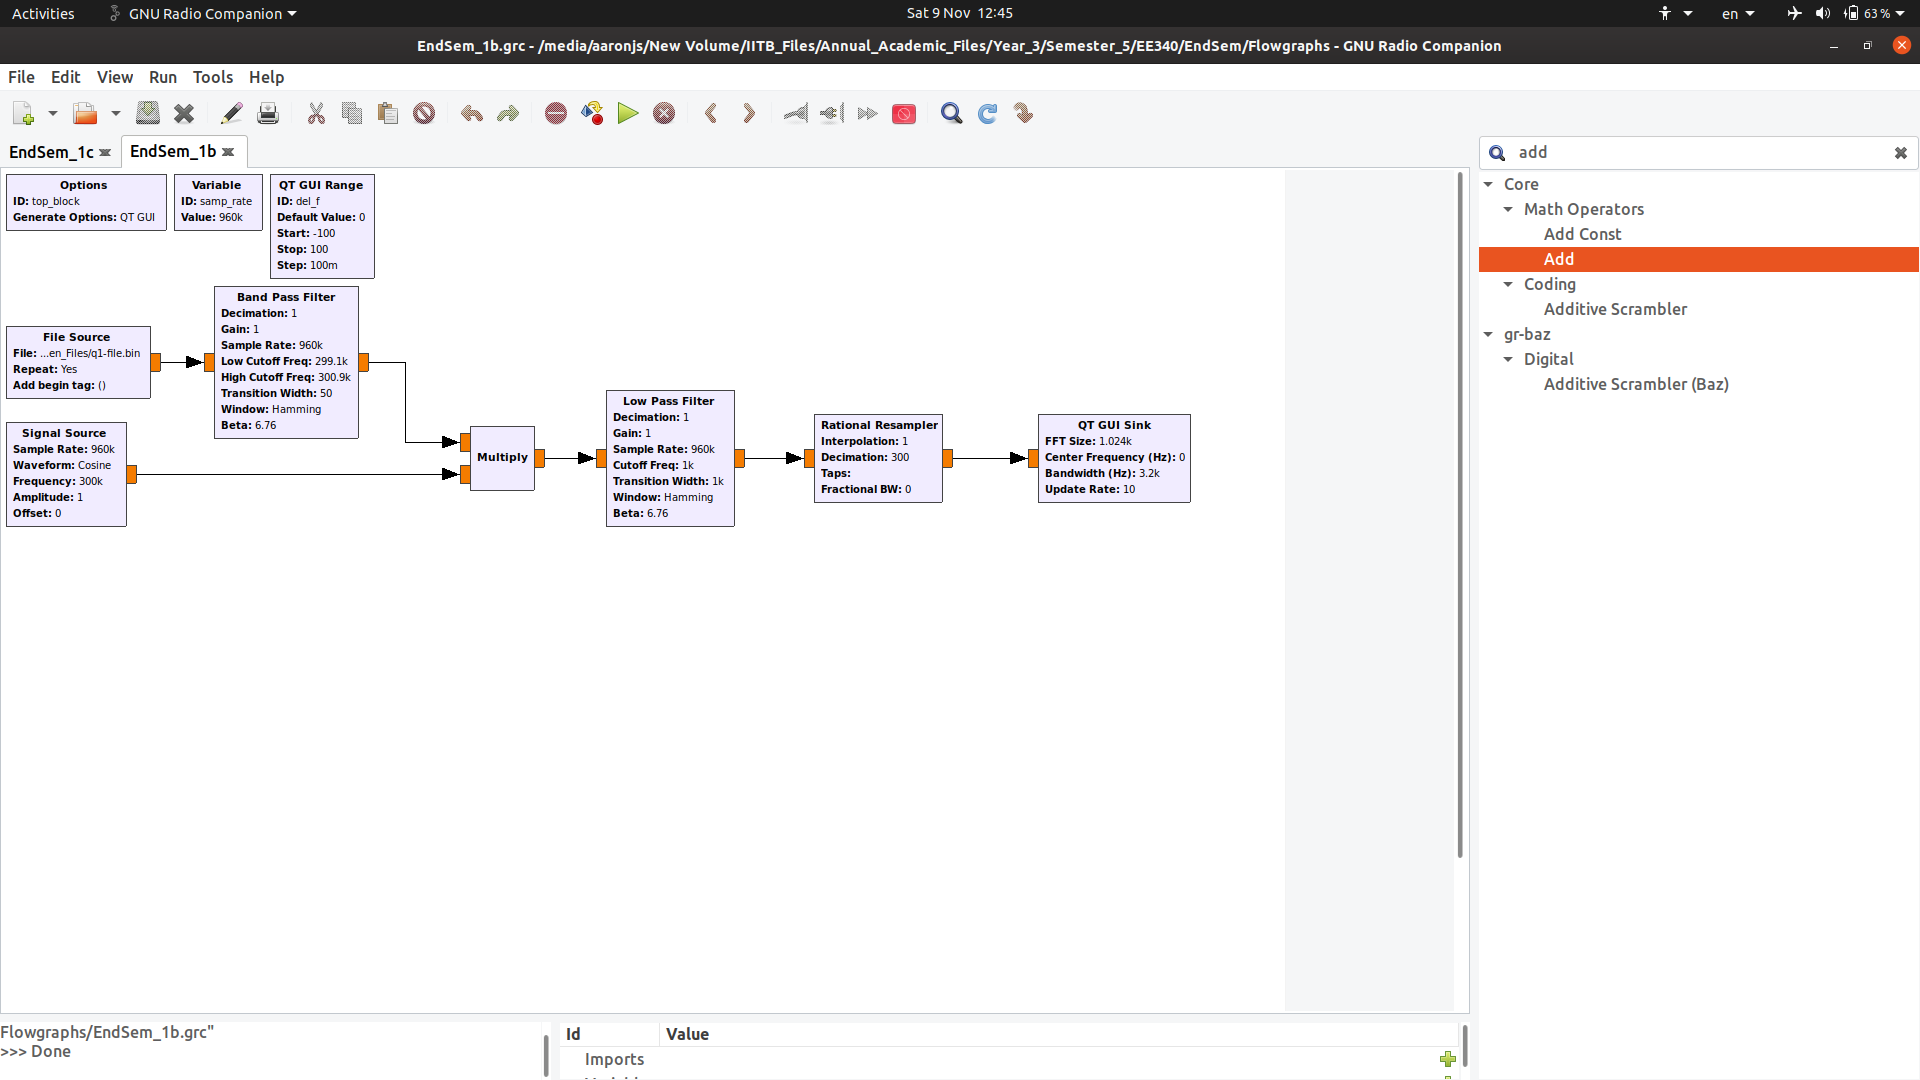 Activities GNU Radio Companion Sat 9 Nov 12:45 en 63 %
EndSem_1b.grc - /media/aaronjs/New Volume/IITB_Files/Annual_Academic_Files/Year_3/Semester_5/EE340/EndSem/Flowgraphs - GNU Radio Companion
File Edit View Run Tools Help
EndSem_1c EndSem_1b
add
Options
ID: top_block
Generate Options: QT GUI
Variable
ID: samp_rate
Value: 960k
QT GUI Range
ID: del_f
Default Value: 0
Start: -100
Stop: 100
Step: 100m
File Source
File: ...en_Files/q1-file.bin
Repeat: Yes
Add begin tag: ()
Band Pass Filter
Decimation: 1
Gain: 1
Sample Rate: 960k
Low Cutoff Freq: 299.1k
High Cutoff Freq: 300.9k
Transition Width: 50
Window: Hamming
Beta: 6.76
Signal Source
Sample Rate: 960k
Waveform: Cosine
Frequency: 300k
Amplitude: 1
Offset: 0
Multiply
Low Pass Filter
Decimation: 1
Gain: 1
Sample Rate: 960k
Cutoff Freq: 1k
Transition Width: 1k
Window: Hamming
Beta: 6.76
Rational Resampler
Interpolation: 1
Decimation: 300
Taps:
Fractional BW: 0
QT GUI Sink
FFT Size: 1.024k
Center Frequency (Hz): 0
Bandwidth (Hz): 3.2k
Update Rate: 10
Core
Math Operators
Add Const
Add
Coding
Additive Scrambler
gr-baz
Digital
Additive Scrambler (Baz)
Flowgraphs/EndSem_1b.grc"
>>> Done
Id Value
Imports